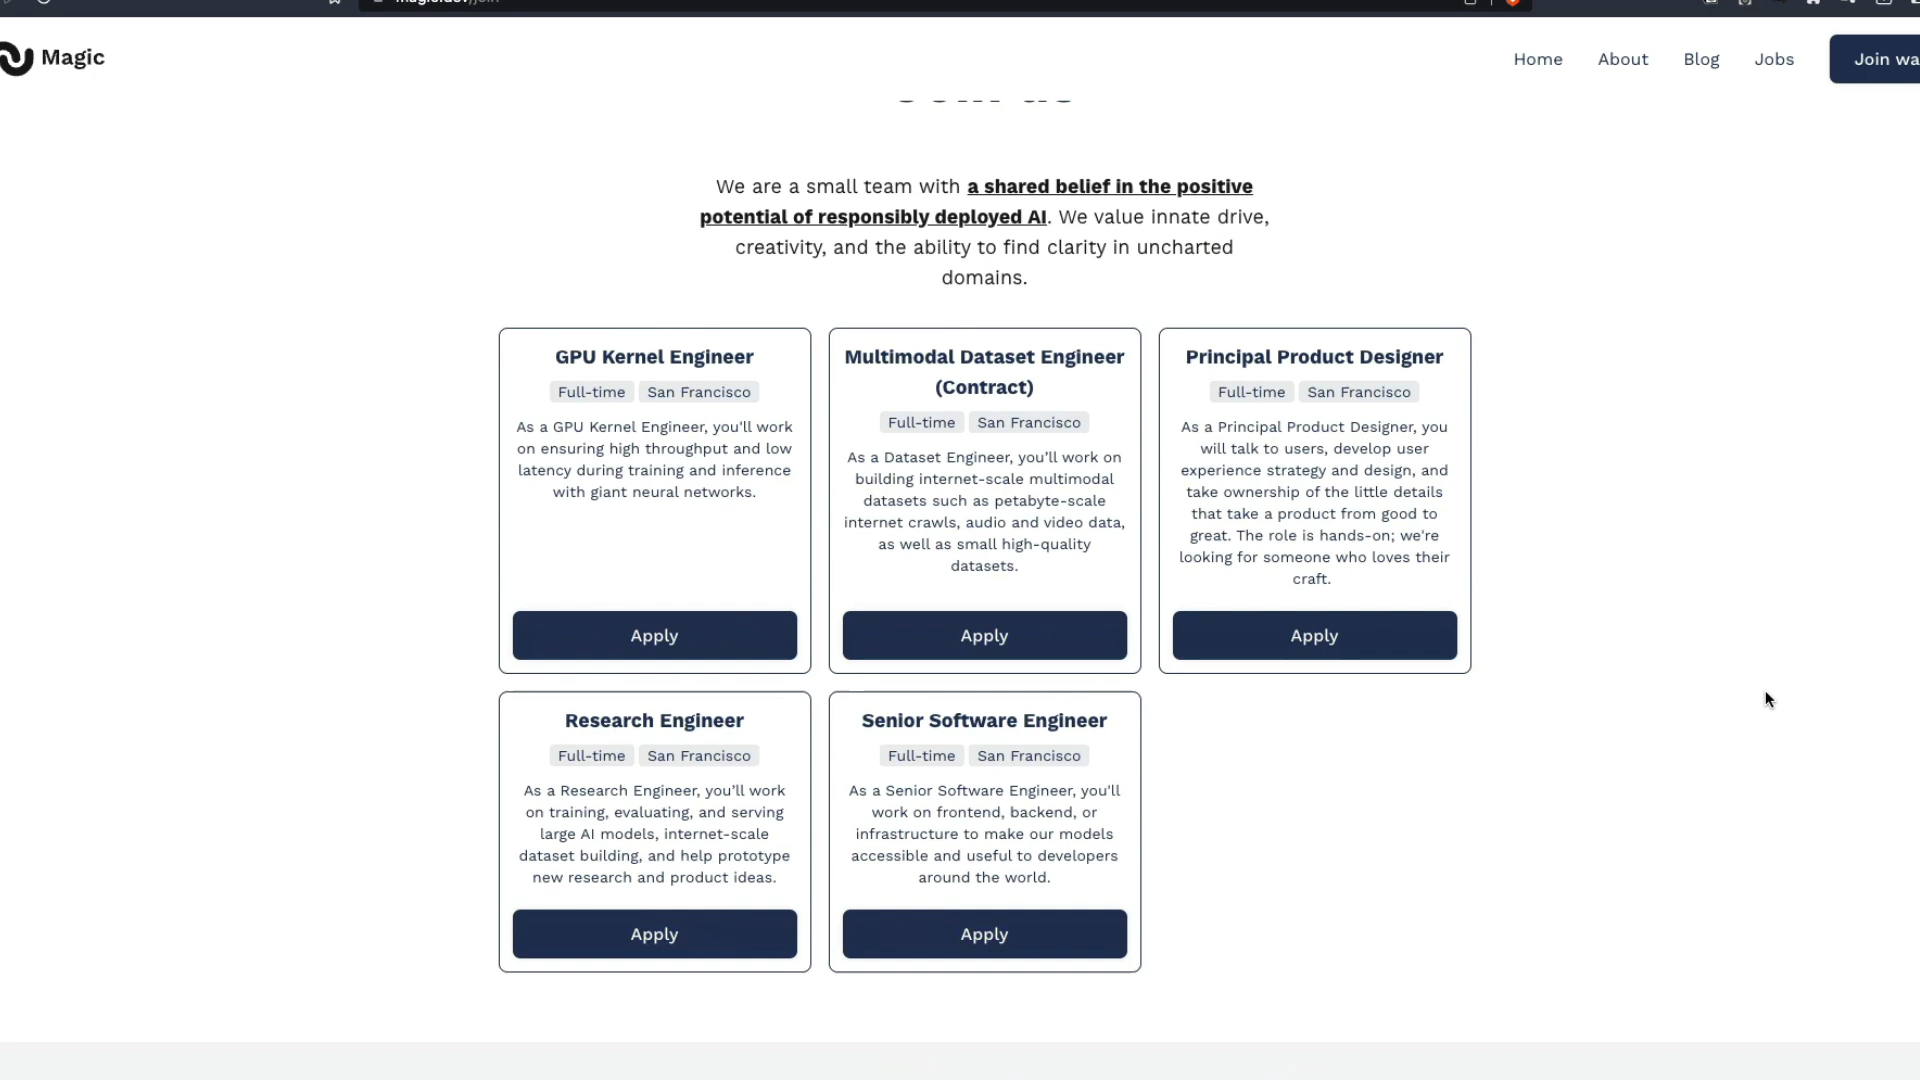 Magic
Home
About
Blog
Jobs
Join wa
We are a small team with a shared belief in the positive
potential of responsibly deployed AI. We value innate drive,
creativity, and the ability to find clarity in uncharted
domains.
GPU Kernel Engineer
Full-time San Francisco
As a GPU Kernel Engineer, you'll work
on ensuring high throughput and low
latency during training and inference
with giant neural networks.
Apply
Multimodal Dataset Engineer
(Contract)
Full-time San Francisco
As a Dataset Engineer, you’ll work on
building internet-scale multimodal
datasets such as petabyte-scale
internet crawls, audio and video data,
as well as small high-quality
datasets.
Apply
Principal Product Designer
Full-time San Francisco
As a Principal Product Designer, you
will talk to users, develop user
experience strategy and design, and
take ownership of the little details
that take a product from good to
great. The role is hands-on; we're
looking for someone who loves their
craft.
Apply
Research Engineer
Full-time San Francisco
As a Research Engineer, you’ll work
on training, evaluating, and serving
large AI models, internet-scale
dataset building, and help prototype
new research and product ideas.
Apply
Senior Software Engineer
Full-time San Francisco
As a Senior Software Engineer, you'll
work on frontend, backend, or
infrastructure to make our models
accessible and useful to developers
around the world.
Apply